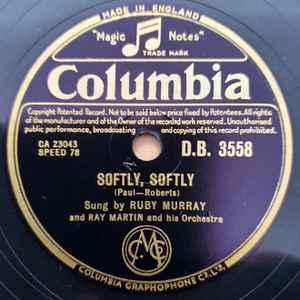 MADE IN ENGLAND
"Magic Notes"
TRADE MARK
Columbia
Copyright Patented Record. Not to be sold below price fixed by Patentees. All rights
of the manufacturer and of the Owner of the recorded work reserved. Unauthorised
public performance, broadcasting and copying of this record prohibited.
CA 23043
SPEED 78
D.B. 3558
SOFTLY, SOFTLY
(Paul—Roberts)
Sung by RUBY MURRAY
and RAY MARTIN and his Orchestra
COLUMBIA GRAPHOPHONE Co., Ltd.